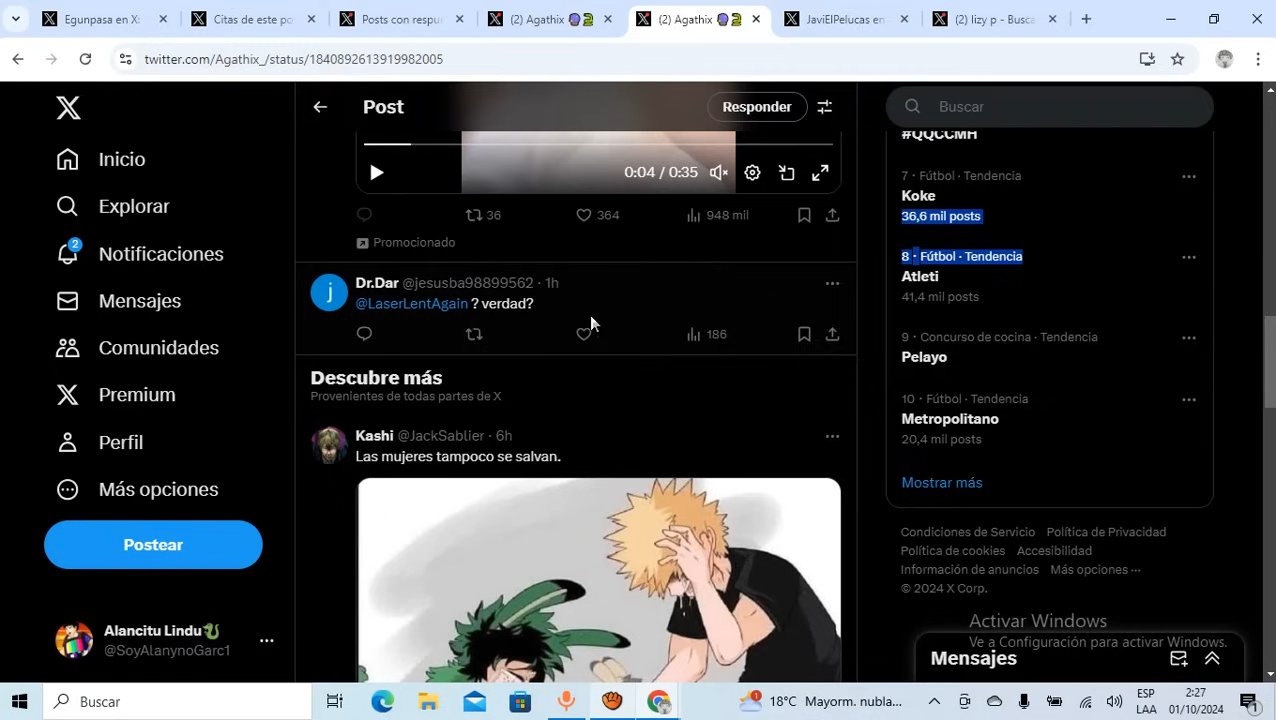 Egunpasa en X:
Citas de este po
Posts con respu
(2) Agathix
(2) Agathix
JaviElPelucas en
(2) lizy p - Busca
twitter.com/Agathix_/status/1840892613919982005
Inicio
Explorar
2
Notificaciones
Mensajes
Comunidades
Premium
Perfil
Más opciones
Postear
Alancitu Lindu
@SoyAlanynoGarc1
Post
Responder
0:04 / 0:35
36
364
948 mil
Promocionado
j
Dr.Dar @jesusba98899562 · 1h
@LaserLentAgain ? verdad?
186
Descubre más
Provenientes de todas partes de X
Kashi @JackSablier · 6h
Las mujeres tampoco se salvan.
Buscar
#QQCCMH
7 · Fútbol · Tendencia
Koke
36,6 mil posts
8 · Fútbol · Tendencia
Atleti
41,4 mil posts
9 · Concurso de cocina · Tendencia
Pelayo
10 · Fútbol · Tendencia
Metropolitano
20,4 mil posts
Mostrar más
Condiciones de Servicio Política de Privacidad
Política de cookies Accesibilidad
Información de anuncios Más opciones ···
© 2024 X Corp.
Activar Windows
Ve a Configuración para activar Windows.
Mensajes
Buscar
1
18°C Mayorm. nubla...
ESP
LAA
2:27
01/10/2024
1